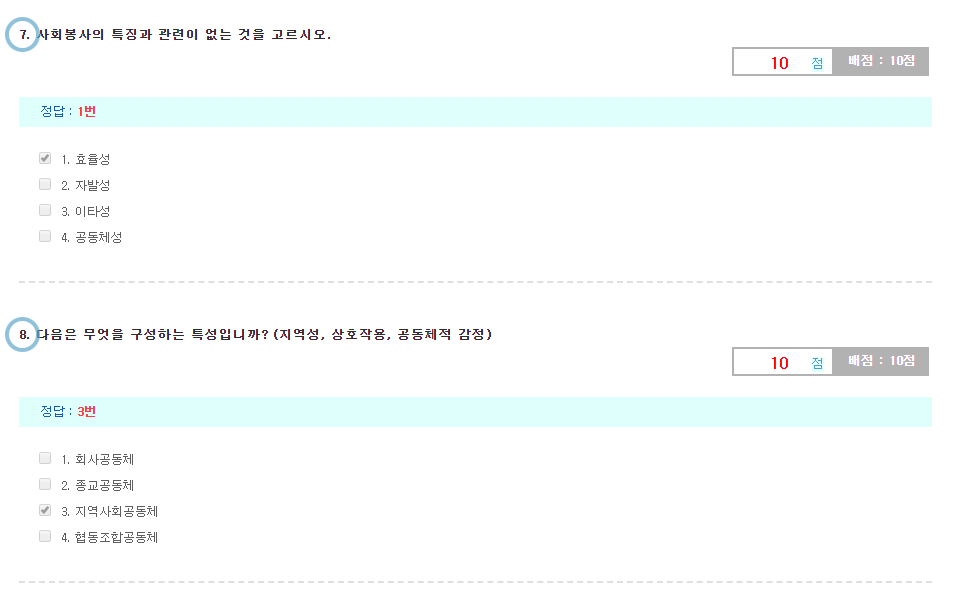 7. 사회봉사의 특징과 관련이 없는 것을 고르시오.
10 점 배점 : 10점
정답 : 1번
1. 효율성
2. 자발성
3. 이타성
4. 공동체성
8. 다음은 무엇을 구성하는 특성입니까? (지역성, 상호작용, 공동체적 감정)
10 점 배점 : 10점
정답 : 3번
1. 회사공동체
2. 종교공동체
3. 지역사회공동체
4. 협동조합공동체